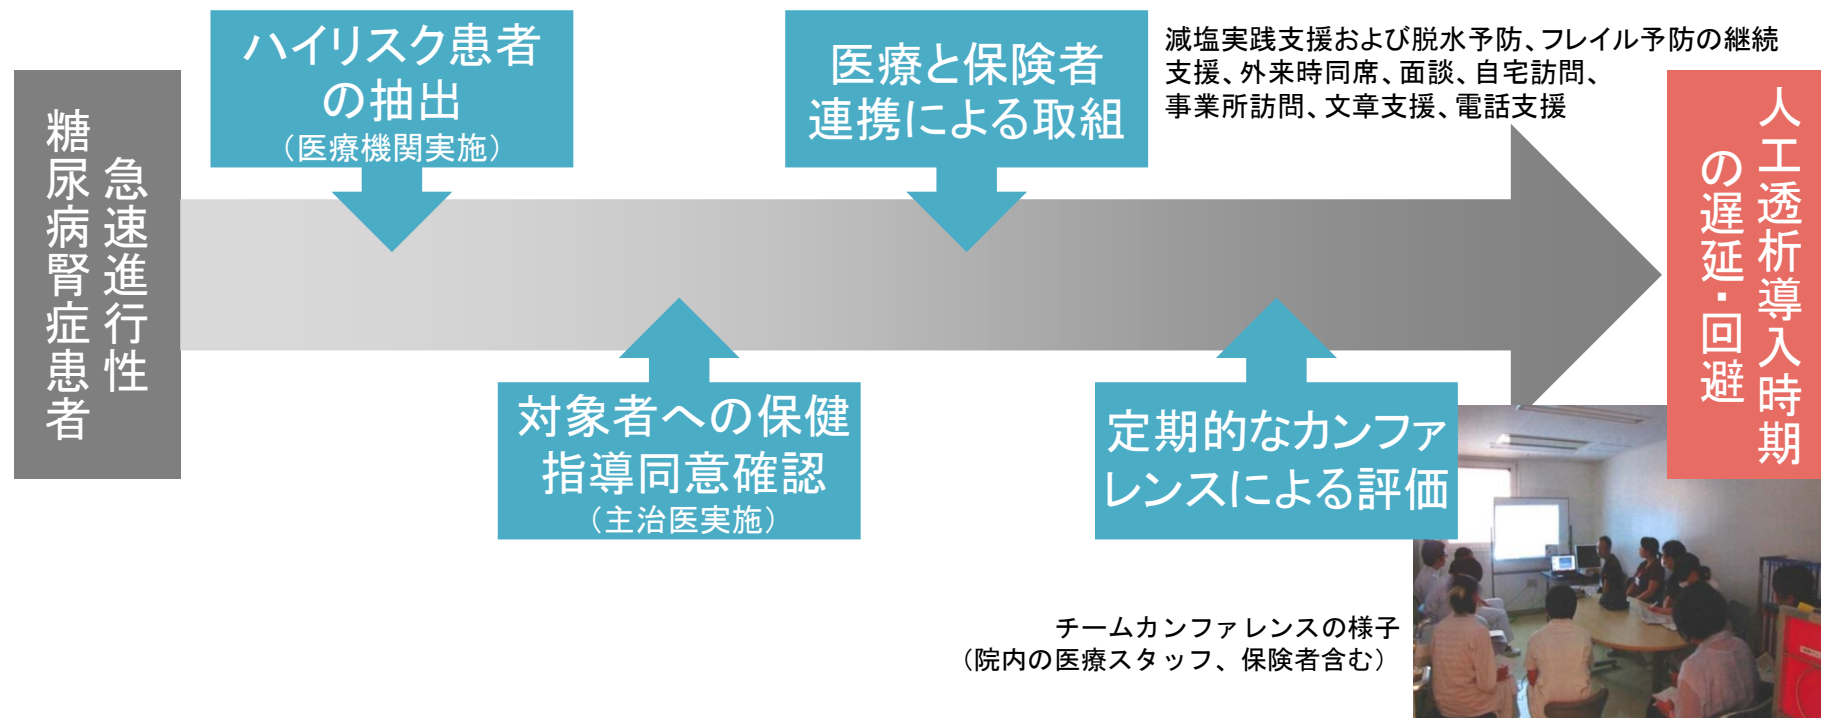 急速進行性
糖尿病腎症患者
ハイリスク患者
の抽出
（医療機関実施）
対象者への保健
指導同意確認
（主治医実施）
医療と保険者
連携による取組
減塩実践支援および脱水予防、フレイル予防の継続
支援、外来時同席、面談、自宅訪問、
事業所訪問、文章支援、電話支援
定期的なカンファ
レンスによる評価
人工透析導入時期
の遅延・回避
チームカンファレンスの様子
（院内の医療スタッフ、保険者含む）